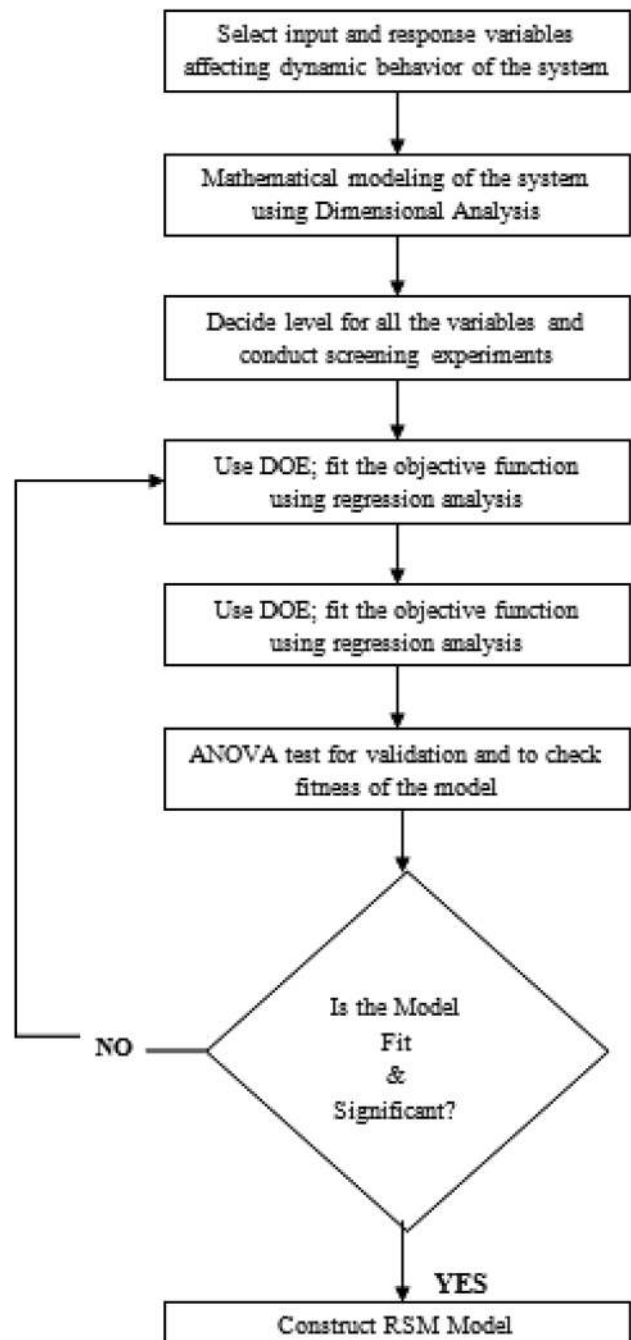 Select input and response variables
affecting dynamic behavior of the system
Mathematical modeling of the system
using Dimensional Analysis
Decide level for all the variables and
conduct screening experiments
Use DOE; fit the objective function
using regression analysis
Use DOE; fit the objective function
using regression analysis
ANOVA test for validation and to check
fitness of the model
Is the Model
Fit
&
Significant?
NO
YES
Construct RSM Model